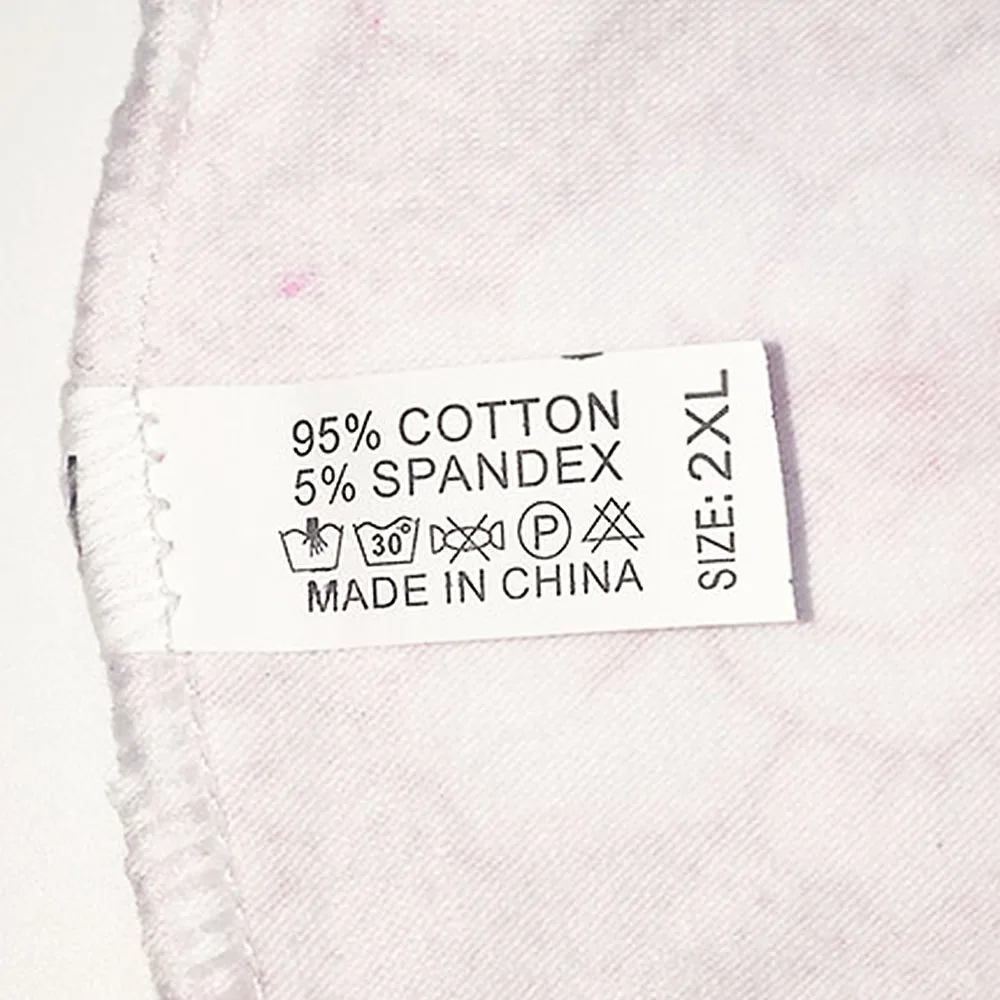 95% COTTON
5% SPANDEX
30°
P
MADE IN CHINA
SIZE: 2XL